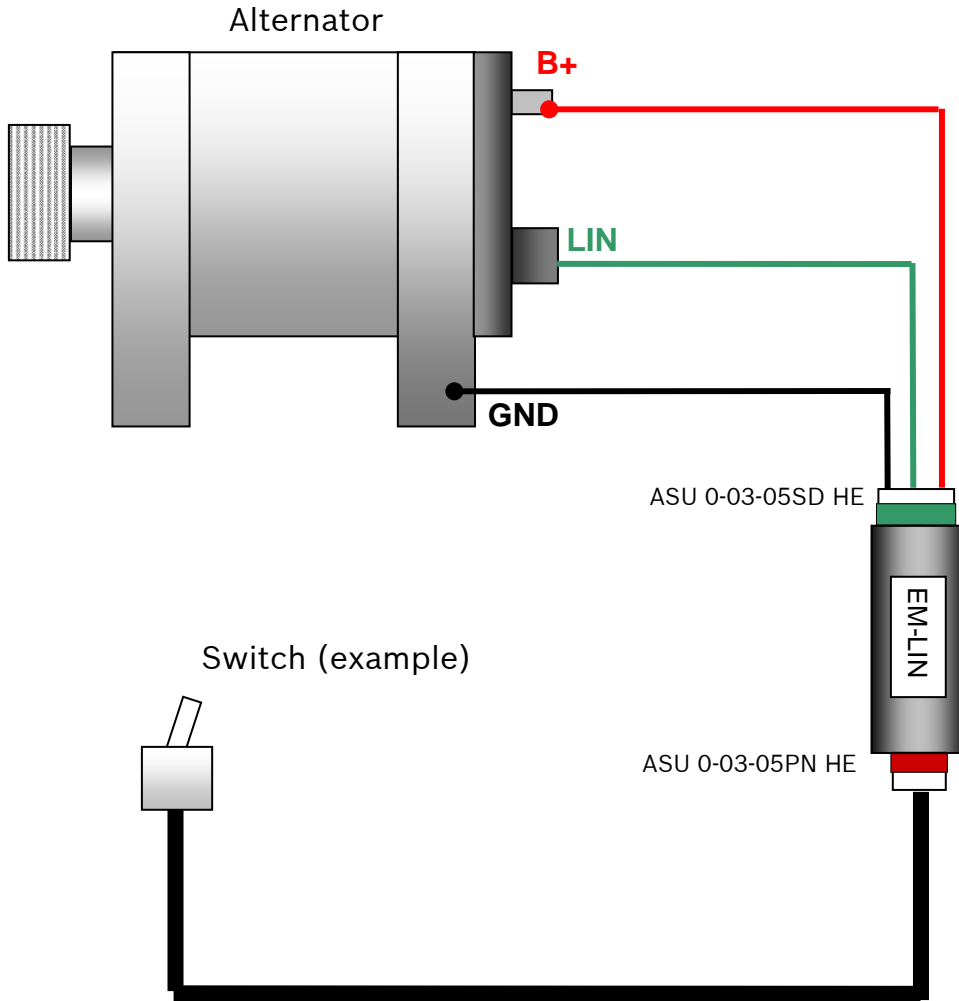 Alternator
B+
LIN
GND
ASU 0-03-05SD HE
EM-LIN
Switch (example)
ASU 0-03-05PN HE